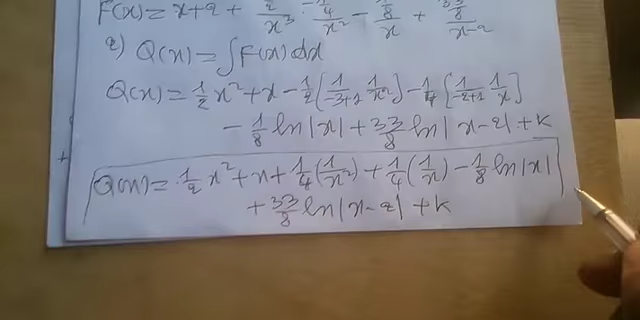 F(x) = x+2 + 2/x³ - 1/4/x² - 1/8/x + 33/8/x-2
2) Q(x) = ∫F(x)dx
Q(x) = 1/2 x² + x - 1/2 (1/-3+1 1/x²) - 1/4 [1/-2+1 1/x]
- 1/8 ln|x| + 33/8 ln|x-2| + k
Q(x) = 1/2 x² + x + 1/4 (1/x²) + 1/4 (1/x) - 1/8 ln|x|
+ 33/8 ln|x-2| + k